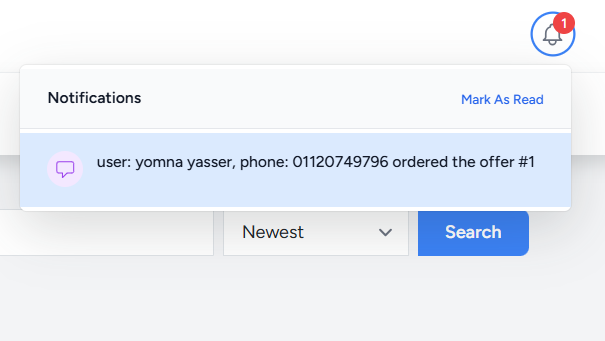 1
Notifications
Mark As Read
user: yomna yasser, phone: 01120749796 ordered the offer #1
Newest
Search